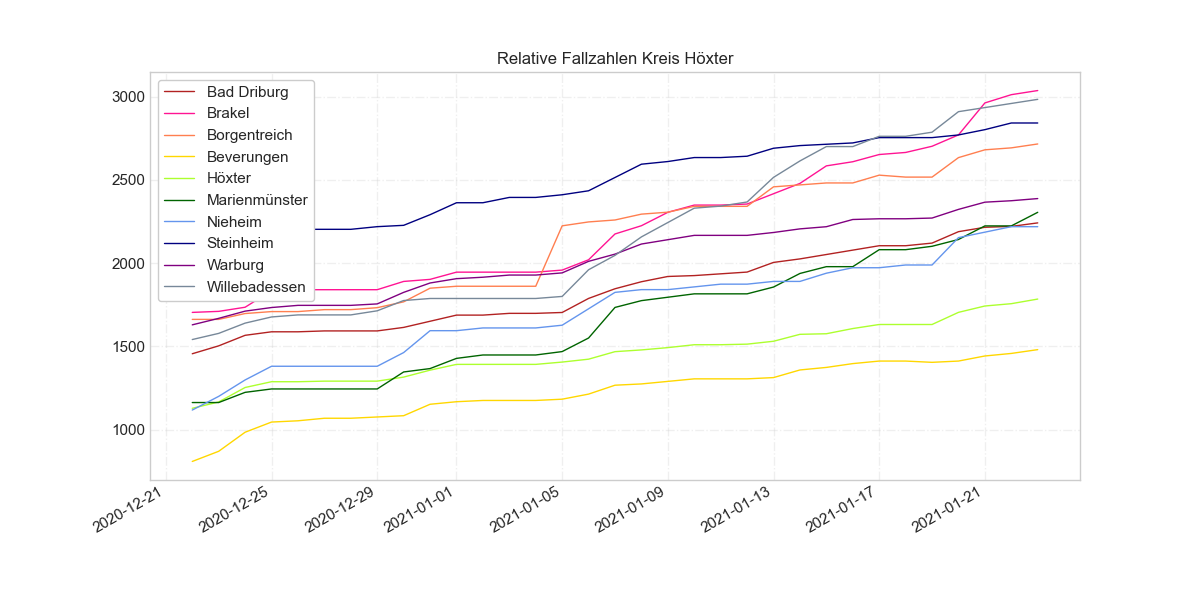 Relative Fallzahlen Kreis Höxter
3000
2500
2000
1500
1000
Bad Driburg
Brakel
Borgentreich
Beverungen
Höxter
Marienmünster
Nieheim
Steinheim
Warburg
Willebadessen
2020-12-21
2020-12-25
2020-12-29
2021-01-01
2021-01-05
2021-01-09
2021-01-13
2021-01-17
2021-01-21